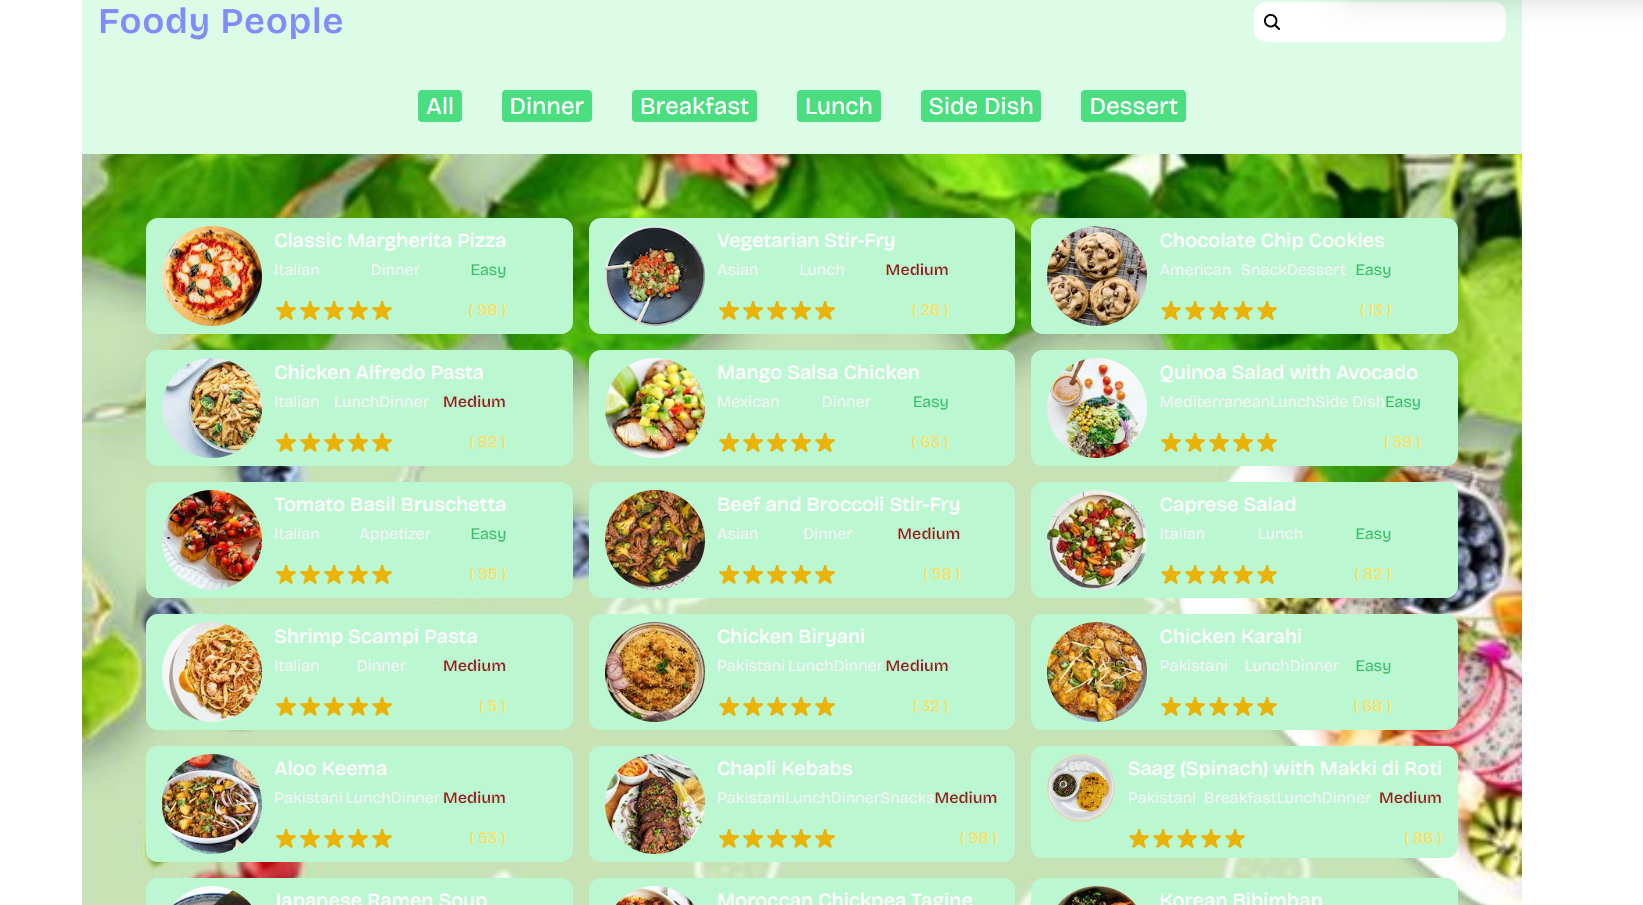 Foody People
All Dinner Breakfast Lunch Side Dish Dessert
Classic Margherita Pizza
Italian Dinner Easy
( 98 )
Vegetarian Stir-Fry
Asian Lunch Medium
( 26 )
Chocolate Chip Cookies
American SnackDessert Easy
( 13 )
Chicken Alfredo Pasta
Italian LunchDinner Medium
( 82 )
Mango Salsa Chicken
Mexican Dinner Easy
( 63 )
Quinoa Salad with Avocado
MediterraneanLunchSide DishEasy
( 59 )
Tomato Basil Bruschetta
Italian Appetizer Easy
( 95 )
Beef and Broccoli Stir-Fry
Asian Dinner Medium
( 58 )
Caprese Salad
Italian Lunch Easy
( 82 )
Shrimp Scampi Pasta
Italian Dinner Medium
( 5 )
Chicken Biryani
Pakistani LunchDinner Medium
( 32 )
Chicken Karahi
Pakistani LunchDinner Easy
( 68 )
Aloo Keema
Pakistani LunchDinner Medium
( 53 )
Chapli Kebabs
PakistaniLunchDinnerSnacksMedium
( 98 )
Saag (Spinach) with Makki di Roti
Pakistani BreakfastLunchDinner Medium
( 86 )
Japanese Ramen Soup
Moroccan Chickpea Tagine
Korean Bibimbap